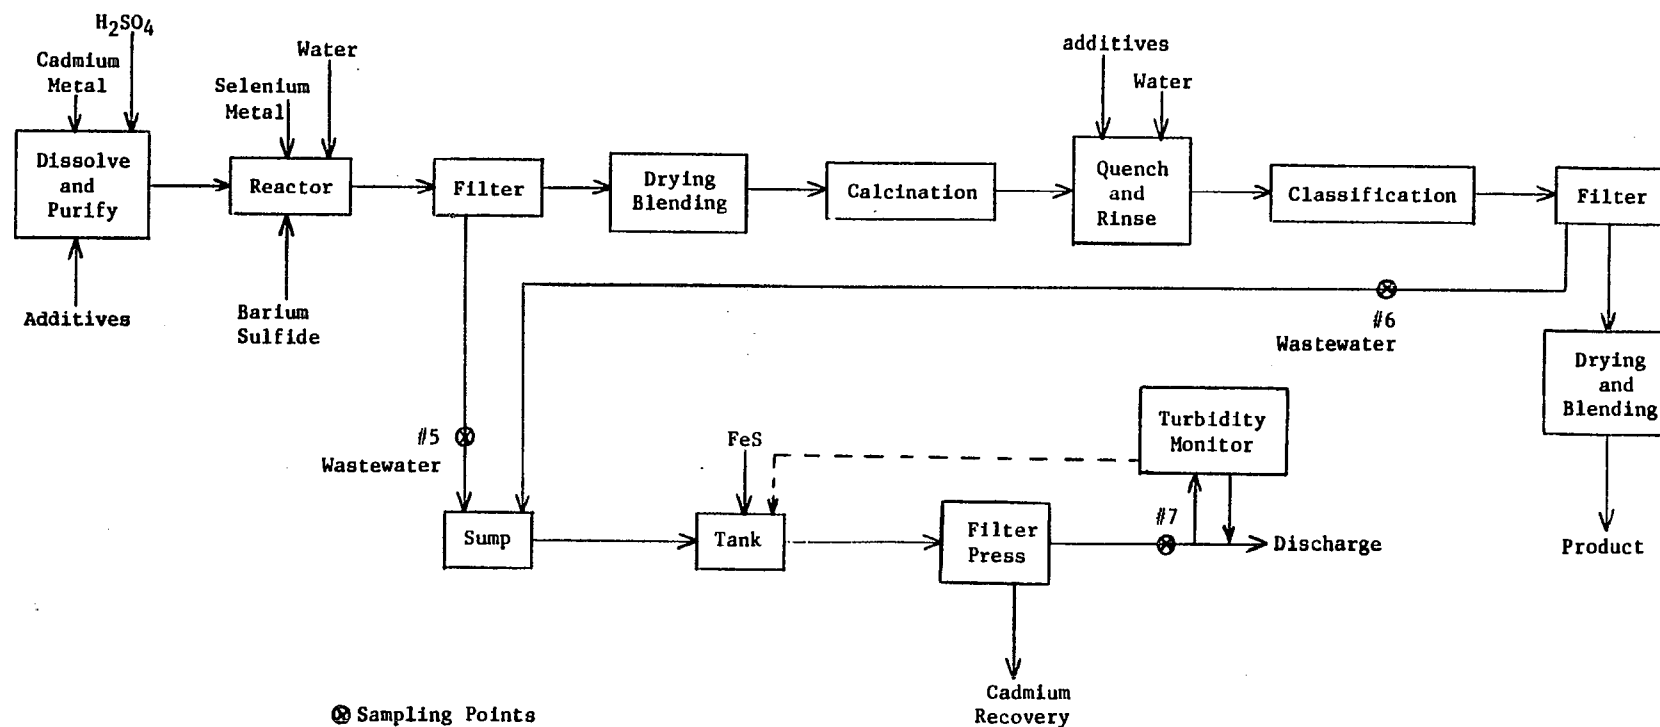 H2SO4
Cadmium
Metal
Water
Selenium
Metal
additives
Water
Dissolve
and
Purify
Reactor
Filter
Drying
Blending
Calcination
Quench
and
Rinse
Classification
Filter
Additives
Barium
Sulfide
#6
Wastewater
Drying
and
Blending
#5
Wastewater
FeS
Turbidity
Monitor
Sump
Tank
Filter
Press
#7
Discharge
Product
Cadmium
Recovery
Sampling Points